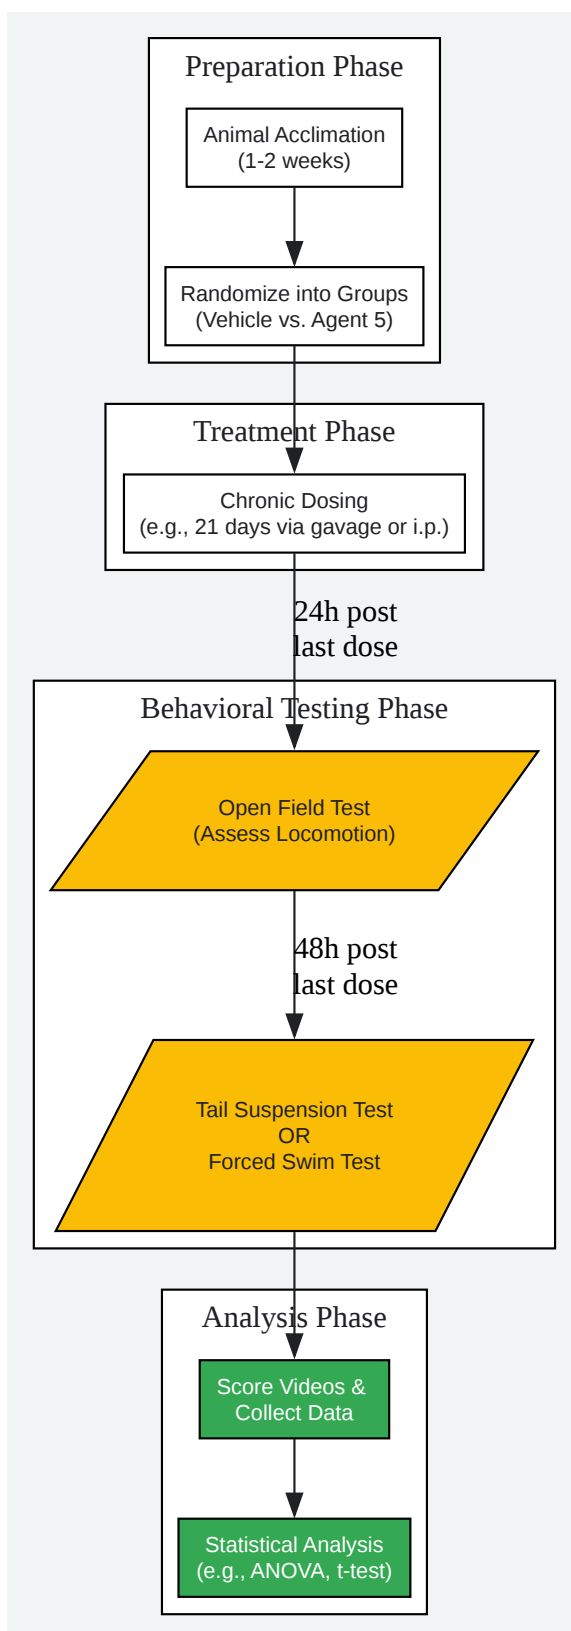 Preparation Phase
Animal Acclimation
(1-2 weeks)
Randomize into Groups
(Vehicle vs. Agent 5)
Treatment Phase
Chronic Dosing
(e.g., 21 days via gavage or i.p.)
24h post
last dose
Behavioral Testing Phase
Open Field Test
(Assess Locomotion)
48h post
last dose
Tail Suspension Test
OR
Forced Swim Test
Analysis Phase
Score Videos &
Collect Data
Statistical Analysis
(e.g., ANOVA, t-test)